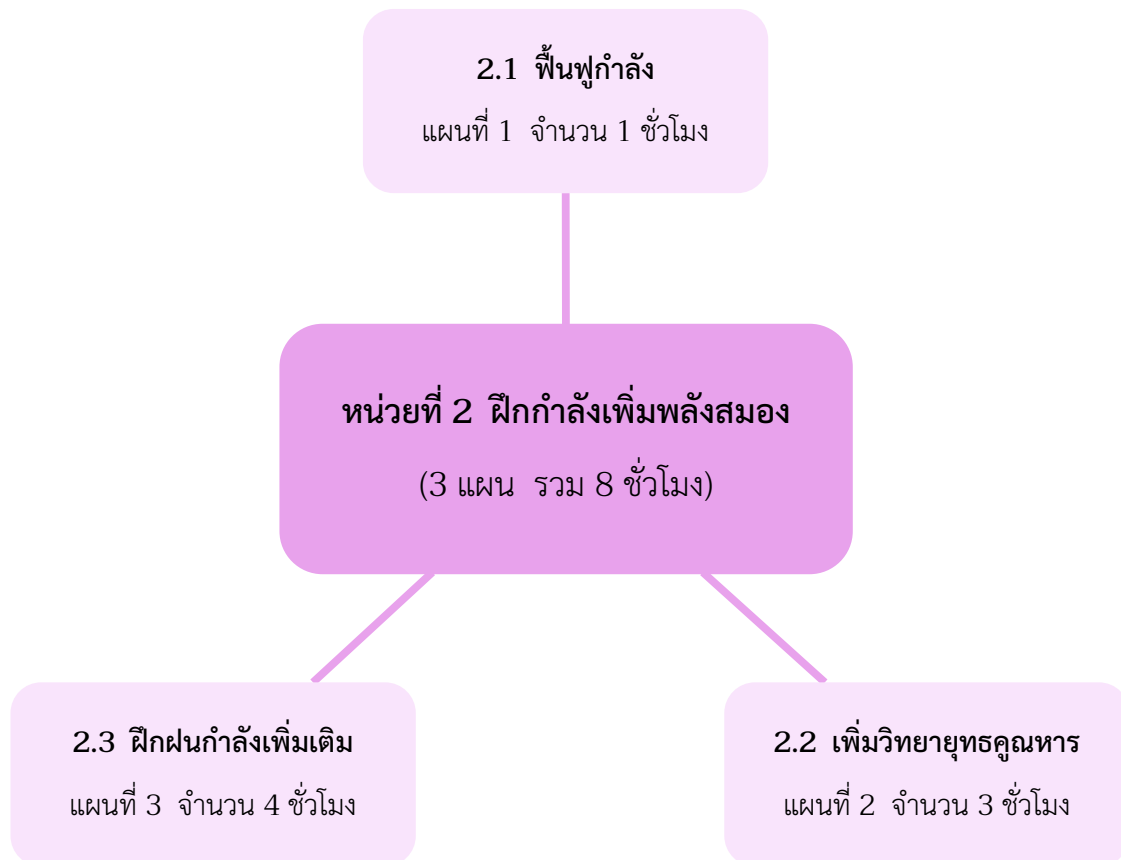 2.1 ฟื้นฟูกำลัง
แผนที่ 1 จำนวน 1 ชั่วโมง
หน่วยที่ 2 ฝึกกำลังเพิ่มพลังสมอง
(3 แผน รวม 8 ชั่วโมง)
2.3 ฝึกฝนกำลังเพิ่มเติม
แผนที่ 3 จำนวน 4 ชั่วโมง
2.2 เพิ่มวิทยายุทธคูณหาร
แผนที่ 2 จำนวน 3 ชั่วโมง